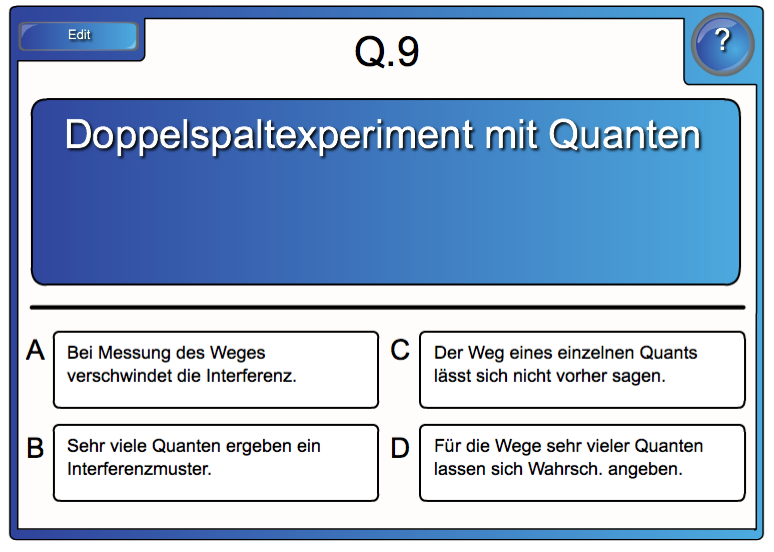 Edit
Q.9
?
Doppelspaltexperiment mit Quanten
A
Bei Messung des Weges
verschwindet die Interferenz.
C
Der Weg eines einzelnen Quants
lässt sich nicht vorher sagen.
B
Sehr viele Quanten ergeben ein
Interferenzmuster.
D
Für die Wege sehr vieler Quanten
lassen sich Wahrsch. angeben.